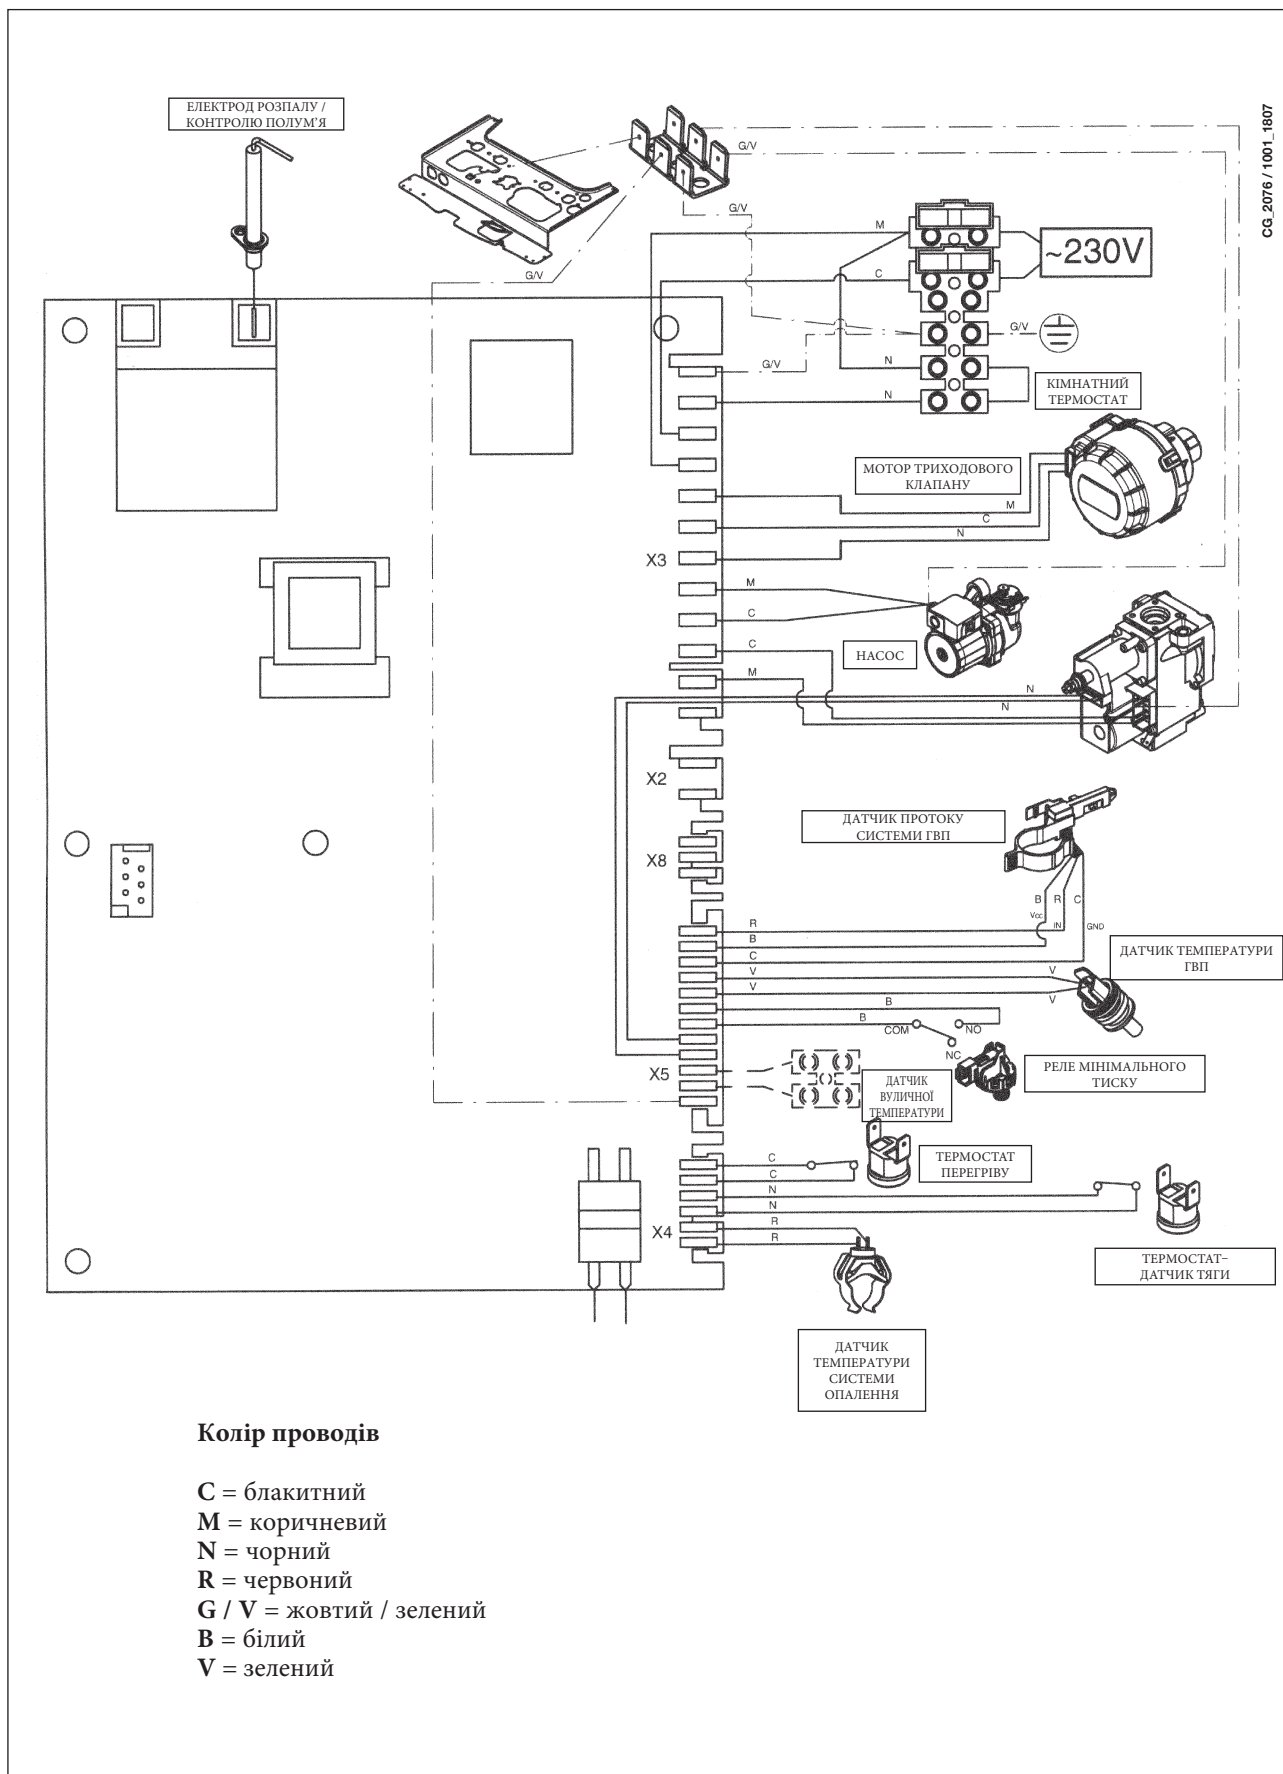 ЕЛЕКТРОД РОЗПАЛУ /
КОНТРОЛЮ ПОЛУМ'Я
CG_2076 / 1001_1807
G/V
G/V
G/V
M
~230V
C
G/V
G/V
N
N
КІМНАТНИЙ
ТЕРМОСТАТ
МОТОР ТРИХОДОВОГО
КЛАПАНУ
M
C
N
X3
M
C
НАСОС
C
M
N
N
X2
ДАТЧИК ПРОТОКУ
СИСТЕМИ ГВП
X8
B R C
Vcc
IN
GND
R
B
C
V
V
ДАТЧИК ТЕМПЕРАТУРИ
ГВП
V
V
B
B
COM
NO
NC
РЕЛЕ МІНІМАЛЬНОГО
ТИСКУ
X5
ДАТЧИК
ВУЛИЧНОЇ
ТЕМПЕРАТУРИ
C
C
N
N
R
R
X4
ТЕРМОСТАТ
ПЕРЕГРІВУ
ТЕРМОСТАТ–
ДАТЧИК ТЯГИ
ДАТЧИК
ТЕМПЕРАТУРИ
СИСТЕМИ
ОПАЛЕННЯ
Колір проводів
C = блакитний
M = коричневий
N = чорний
R = червоний
G / V = жовтий / зелений
B = білий
V = зелений